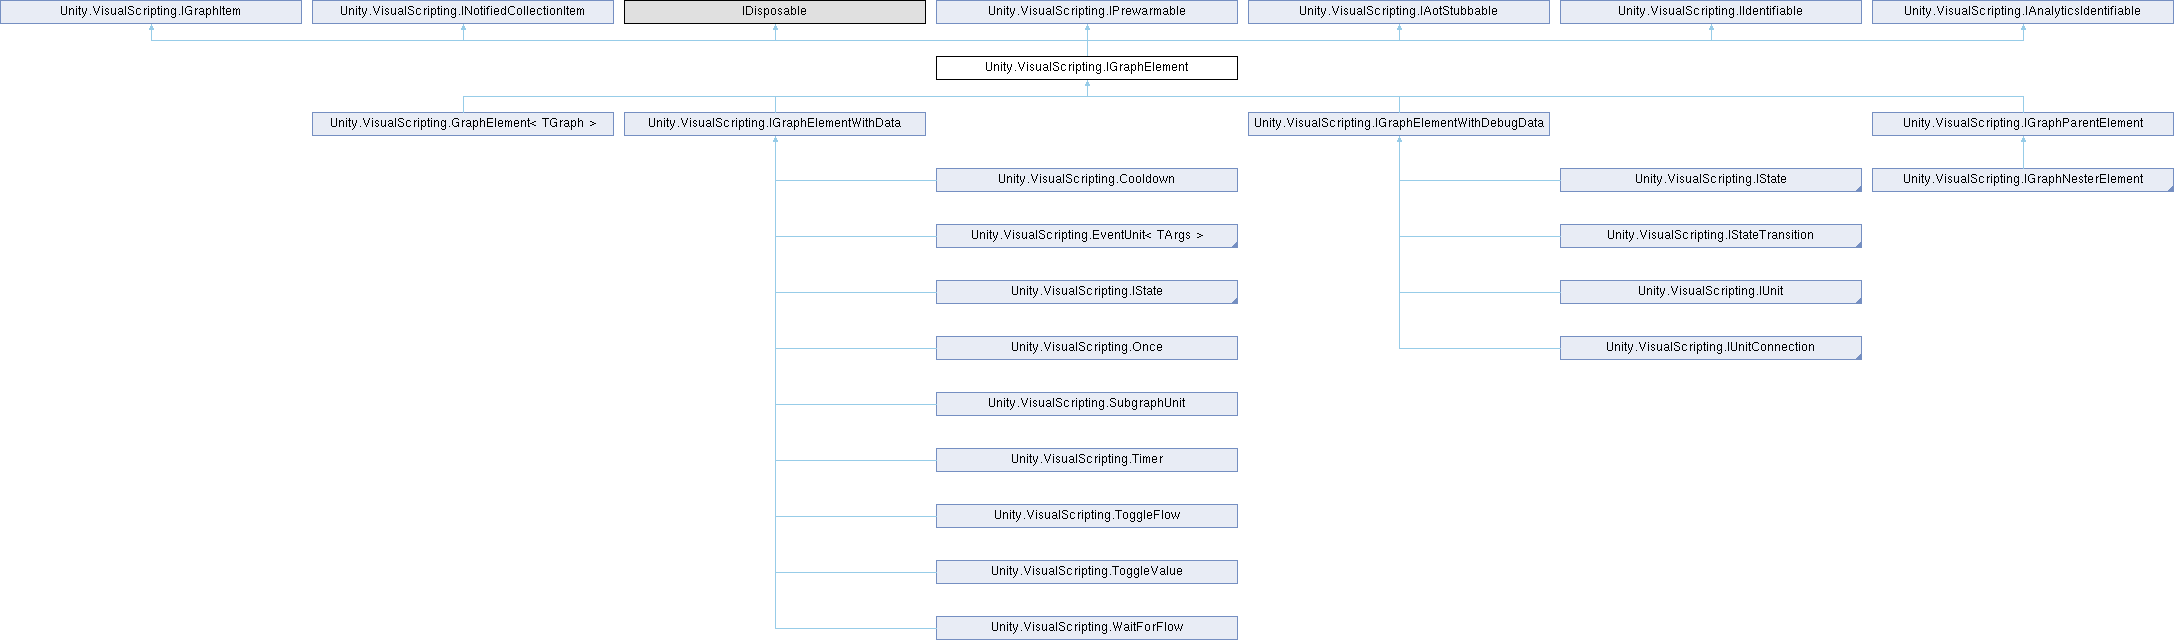 Unity.VisualScripting.IGraphItem
Unity.VisualScripting.INotifiedCollectionItem
IDisposable
Unity.VisualScripting.IPrewarmable
Unity.VisualScripting.IAotStubbable
Unity.VisualScripting.IIdentifiable
Unity.VisualScripting.IAnalyticsIdentifiable
Unity.VisualScripting.IGraphElement
Unity.VisualScripting.GraphElement< TGraph >
Unity.VisualScripting.IGraphElementWithData
Unity.VisualScripting.IGraphElementWithDebugData
Unity.VisualScripting.IGraphParentElement
Unity.VisualScripting.Cooldown
Unity.VisualScripting.IState
Unity.VisualScripting.IGraphNesterElement
Unity.VisualScripting.EventUnit< TArgs >
Unity.VisualScripting.IStateTransition
Unity.VisualScripting.IState
Unity.VisualScripting.IUnit
Unity.VisualScripting.Once
Unity.VisualScripting.IUnitConnection
Unity.VisualScripting.SubgraphUnit
Unity.VisualScripting.Timer
Unity.VisualScripting.ToggleFlow
Unity.VisualScripting.ToggleValue
Unity.VisualScripting.WaitForFlow